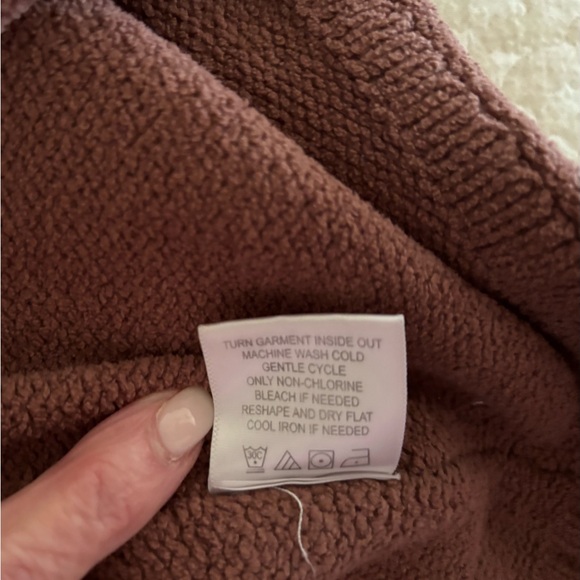 TURN GARMENT INSIDE OUT
MACHINE WASH COLD
GENTLE CYCLE
ONLY NON-CHLORINE
BLEACH IF NEEDED
RESHAPE AND DRY FLAT
COOL IRON IF NEEDED
30C